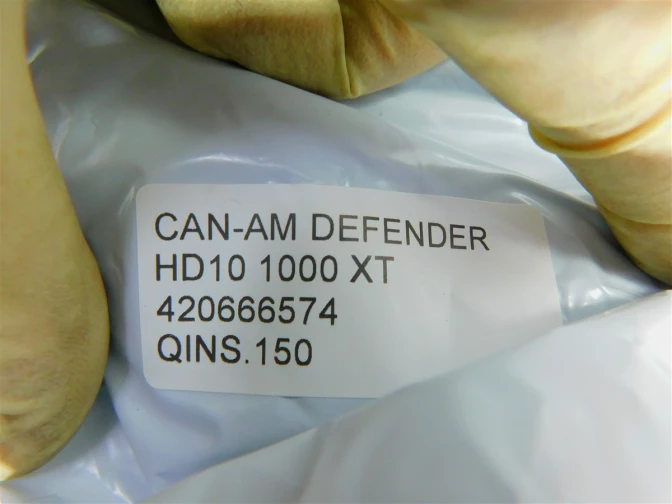 CAN-AM DEFENDER
HD10 1000 XT
420666574
QINS.150